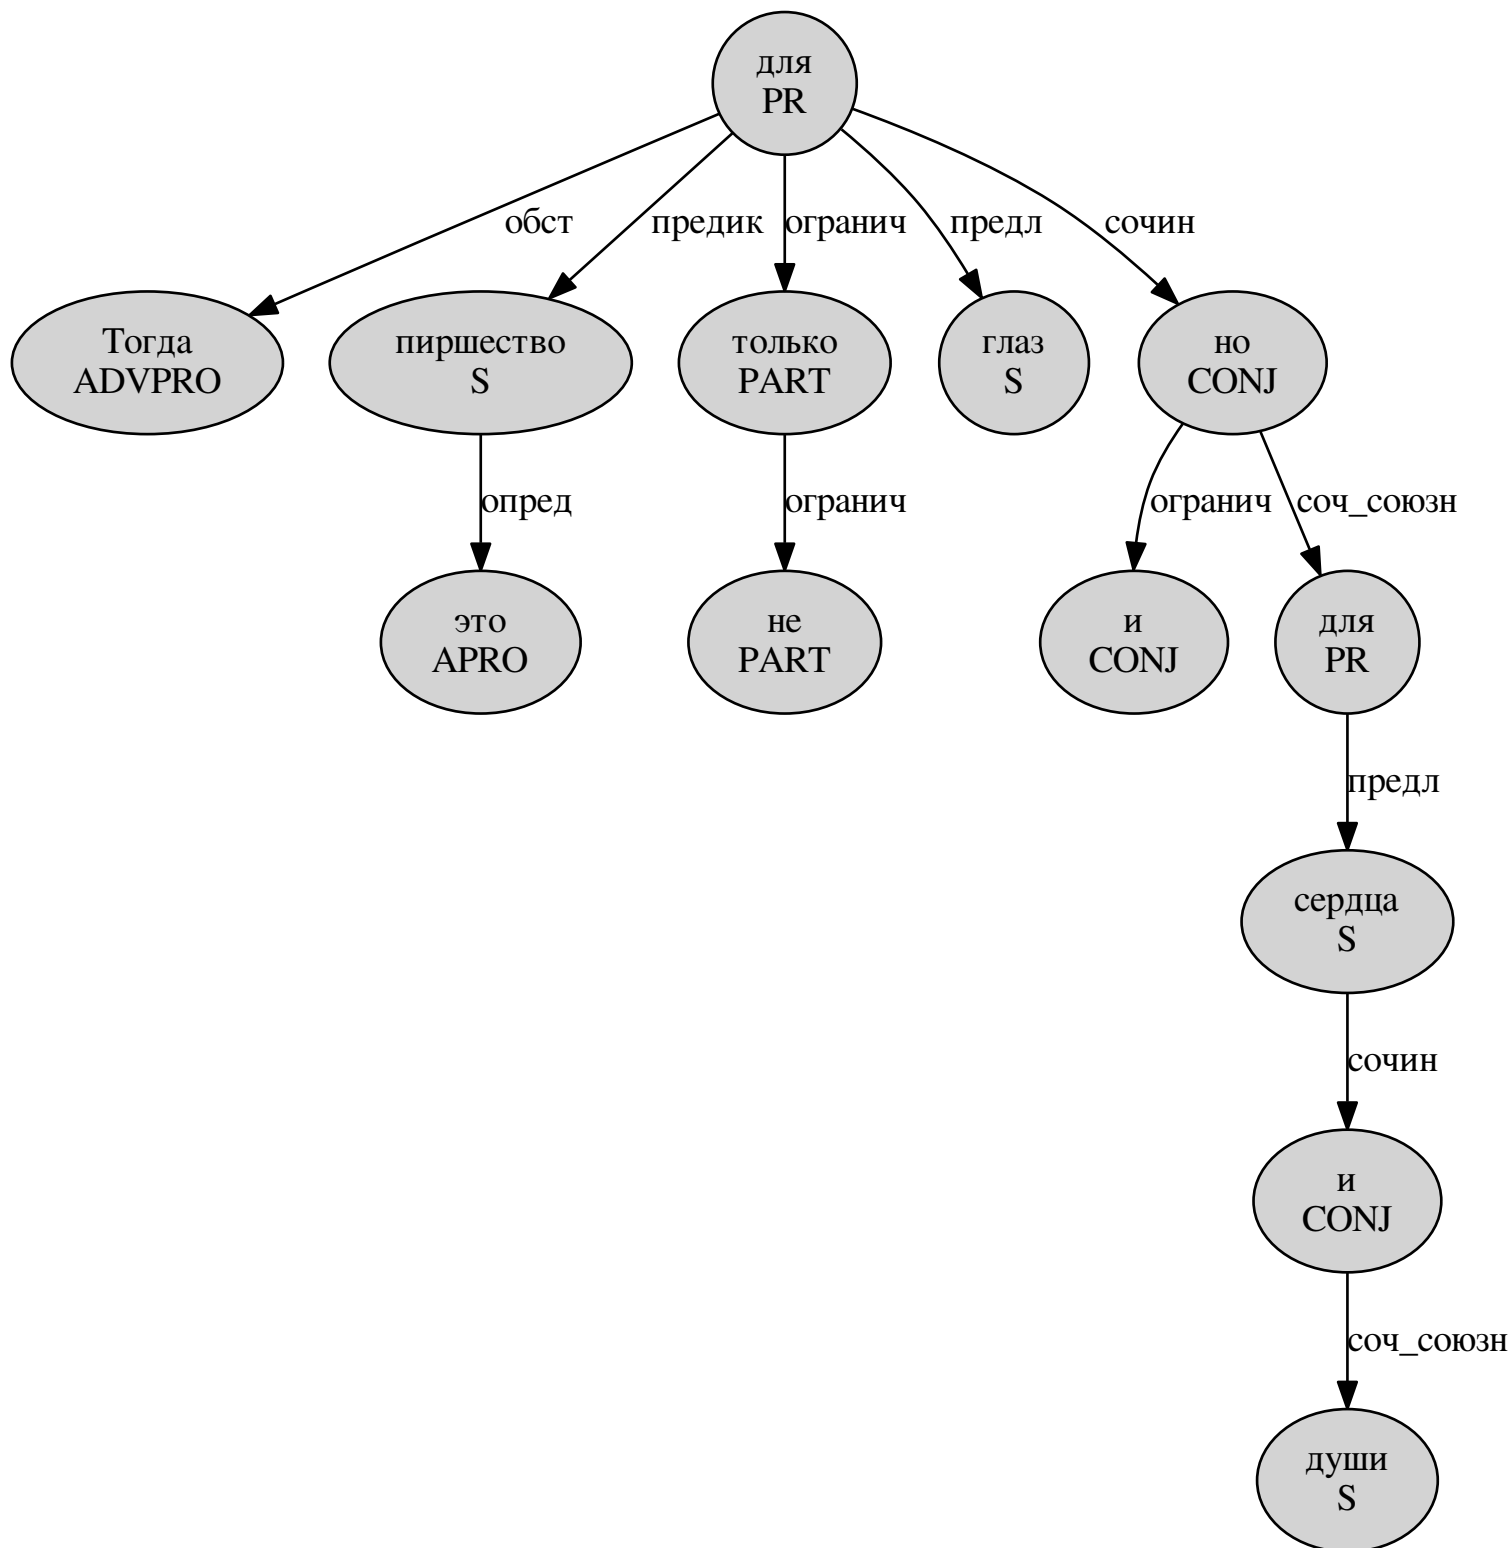 для
PR
обст
предик
огранич
предл
сочин
Тогда
ADVPRO
пиршество
S
только
PART
глаз
S
но
CONJ
опред
огранич
огранич
соч_союзн
это
APRO
не
PART
и
CONJ
для
PR
предл
сердца
S
сочин
и
CONJ
соч_союзн
души
S